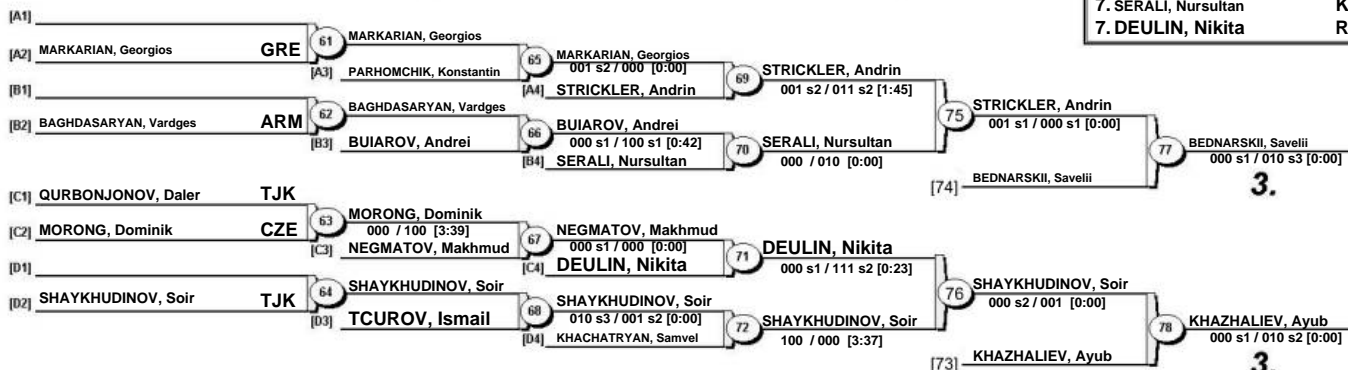 7. SERALI, Nursultan K
7. DEULIN, Nikita R
[A1]
[A2] MARKARIAN, Georgios GRE
61 MARKARIAN, Georgios
[A3] PARHOMCHIK, Konstantin
65 MARKARIAN, Georgios
001 s2 / 000 [0:00]
[A4] STRICKLER, Andrin
69 STRICKLER, Andrin
001 s2 / 011 s2 [1:45]
[B1]
[B2] BAGHDASARYAN, Vardges ARM
62 BAGHDASARYAN, Vardges
[B3] BUIAROV, Andrei
66 BUIAROV, Andrei
000 s1 / 100 s1 [0:42]
[B4] SERALI, Nursultan
70 SERALI, Nursultan
000 / 010 [0:00]
75 STRICKLER, Andrin
001 s1 / 000 s1 [0:00]
[74] BEDNARSKII, Savelii
77 BEDNARSKII, Savelii
000 s1 / 010 s3 [0:00]
3.
[C1] QURBONJONOV, Daler TJK
[C2] MORONG, Dominik CZE
63 MORONG, Dominik
000 / 100 [3:39]
[C3] NEGMATOV, Makhmud
67 NEGMATOV, Makhmud
000 s1 / 000 [0:00]
[C4] DEULIN, Nikita
71 DEULIN, Nikita
000 s1 / 111 s2 [0:23]
[D1]
[D2] SHAYKHUDINOV, Soir TJK
64 SHAYKHUDINOV, Soir
[D3] TCUROV, Ismail
68 SHAYKHUDINOV, Soir
010 s3 / 001 s2 [0:00]
[D4] KHACHATRYAN, Samvel
72 SHAYKHUDINOV, Soir
100 / 000 [3:37]
76 SHAYKHUDINOV, Soir
000 s2 / 001 [0:00]
[73] KHAZHALIEV, Ayub
78 KHAZHALIEV, Ayub
000 s1 / 010 s2 [0:00]
3.